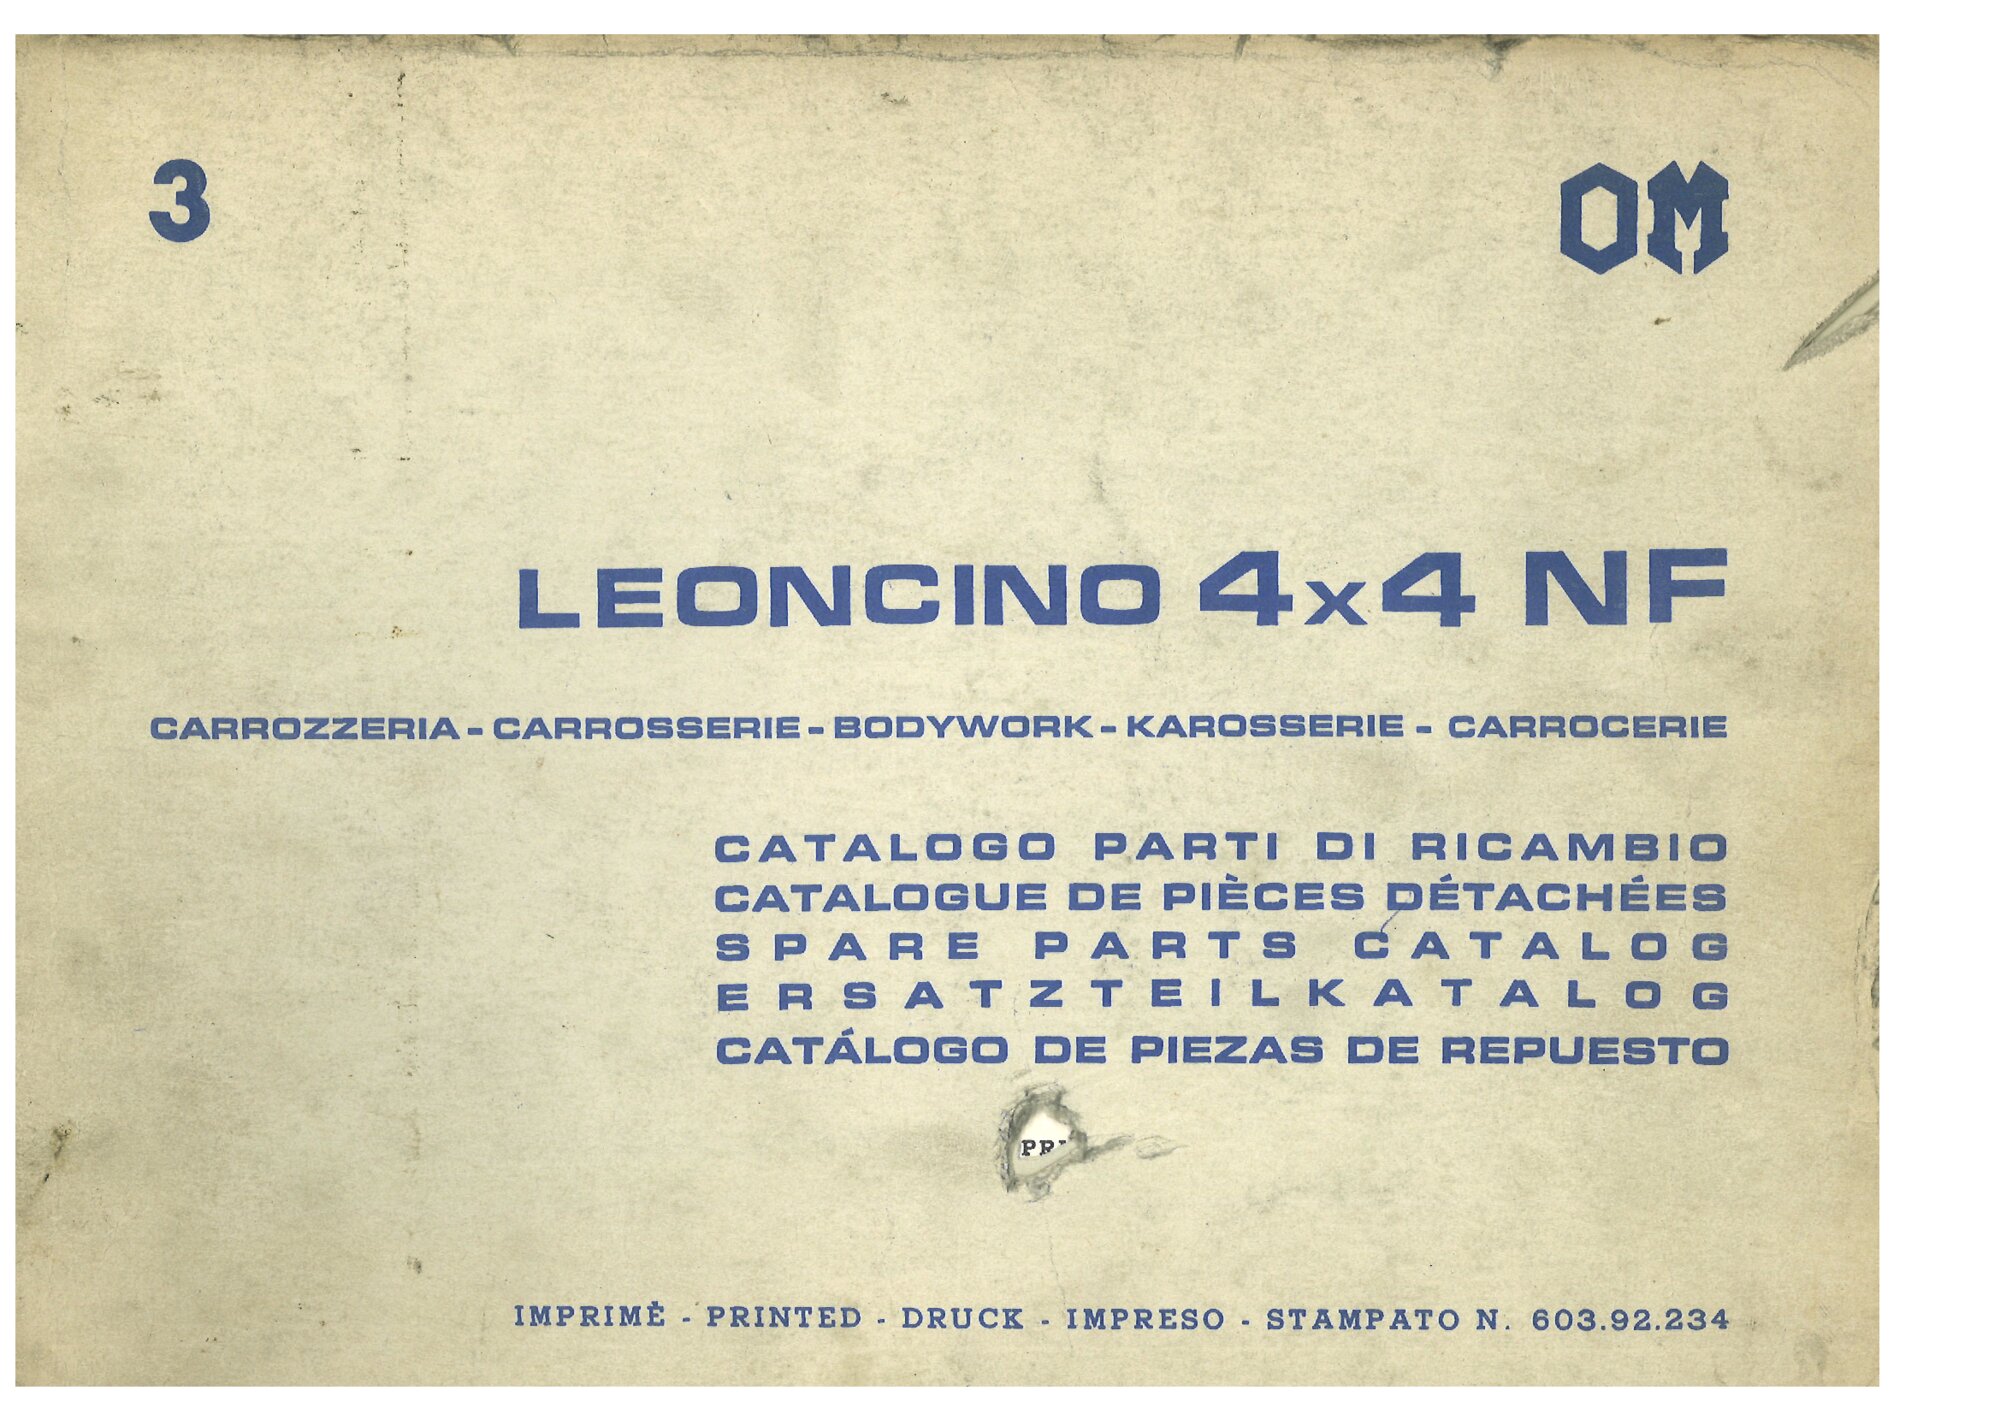 3
OM
LEONCINO 4x4 NF
CARROZZERIA - CARROSSERIE - BODYWORK - KAROSSERIE - CARROCERIE
CATALOGO PARTI DI RICAMBIO
CATALOGUE DE PIÈCES DÉTACHÉES
SPARE PARTS CATALOG
ERSATZTEILKATALOG
CATÁLOGO DE PIEZAS DE REPUESTO
IMPRIMÈ - PRINTED - DRUCK - IMPRESO - STAMPATO N. 603.92.234